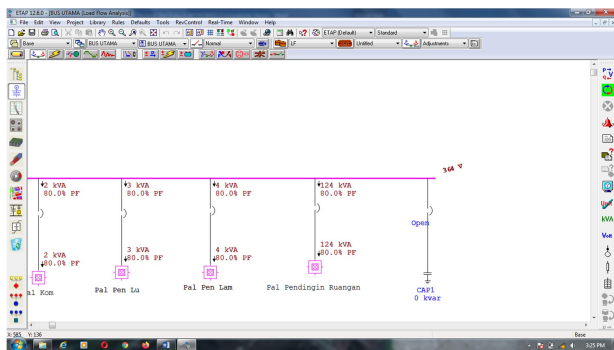 ETAP 12.6.0 - [BUS UTAMA (Load Flow Analysis)]
File Edit View Project Library Rules Defaults Tools RevControl Real-Time Window Help
ETAP (Default) Standard
Base BUS UTAMA BUS UTAMA Normal LF Untitled Adjustments
364 V
2 kVA 3 kVA 4 kVA 124 kVA
80.0% PF 80.0% PF 80.0% PF 80.0% PF
Open
2 kVA 3 kVA 4 kVA 124 kVA
80.0% PF 80.0% PF 80.0% PF 80.0% PF
al Kom Pal Pen Lu Pal Pen Lam Pal Pendingin Ruangan CAP1
0 kvar
kVA
X: 585 Y: 136 Base
3:25 PM